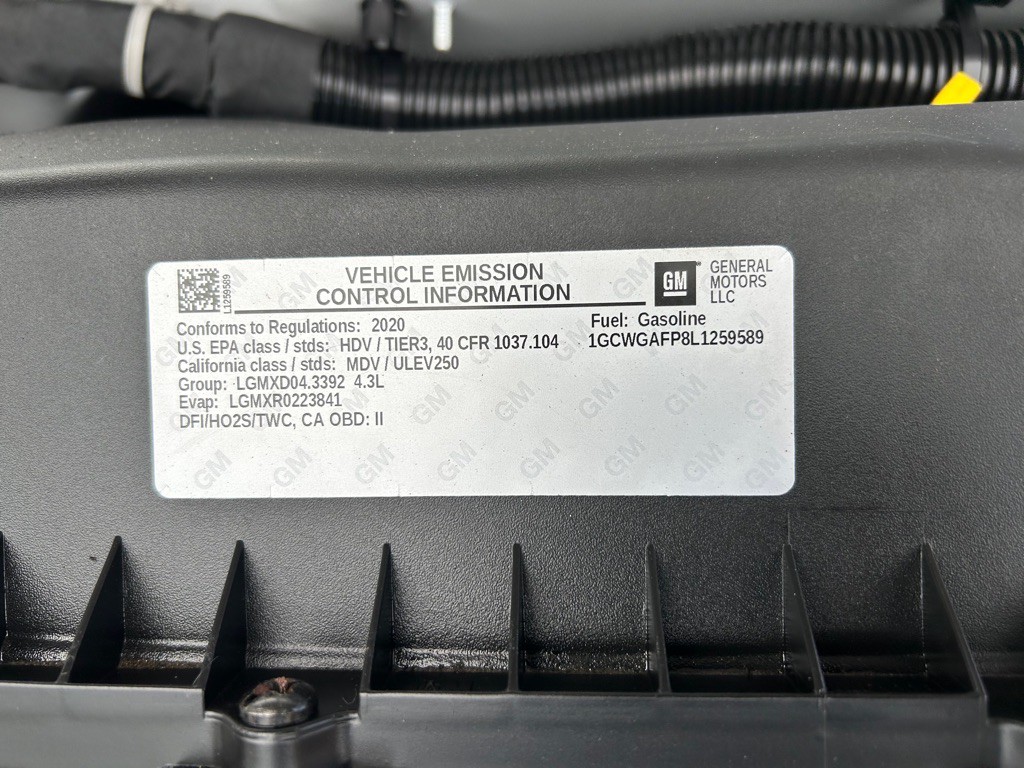 L1259589
VEHICLE EMISSION
CONTROL INFORMATION
GM
GENERAL
MOTORS
LLC
Conforms to Regulations: 2020
Fuel: Gasoline
U.S. EPA class / stds: HDV / TIER3, 40 CFR 1037.104
1GCWGAFP8L1259589
California class / stds: MDV / ULEV250
Group: LGMXD04.3392 4.3L
Evap: LGMXR0223841
DFI/HO2S/TWC, CA OBD: II